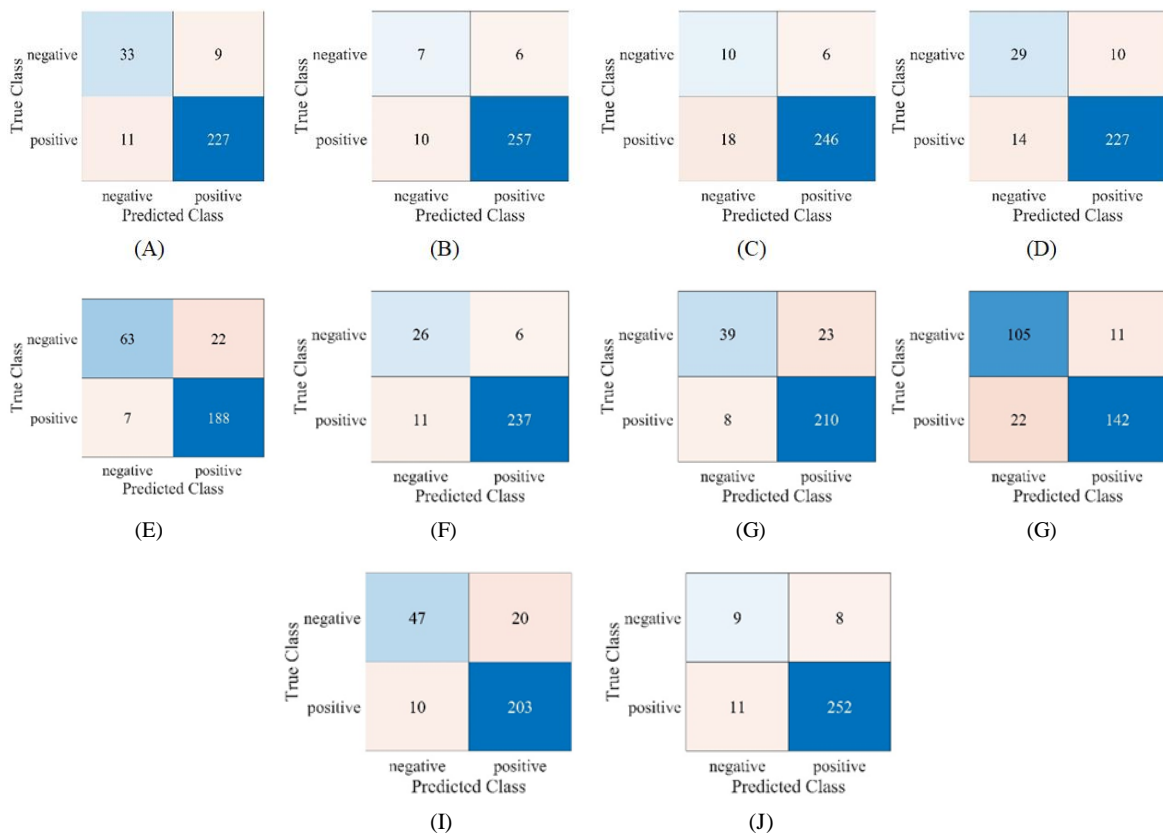 True Class
negative
33
9
positive
11
227
negative positive
Predicted Class
(A)
True Class
negative
7
6
positive
10
257
negative positive
Predicted Class
(B)
True Class
negative
10
6
positive
18
246
negative positive
Predicted Class
(C)
True Class
negative
29
10
positive
14
227
negative positive
Predicted Class
(D)
True Class
negative
63
22
positive
7
188
negative positive
Predicted Class
(E)
True Class
negative
26
6
positive
11
237
negative positive
Predicted Class
(F)
True Class
negative
39
23
positive
8
210
negative positive
Predicted Class
(G)
True Class
negative
105
11
positive
22
142
negative positive
Predicted Class
(G)
True Class
negative
47
20
positive
10
203
negative positive
Predicted Class
(I)
True Class
negative
9
8
positive
11
252
negative positive
Predicted Class
(J)